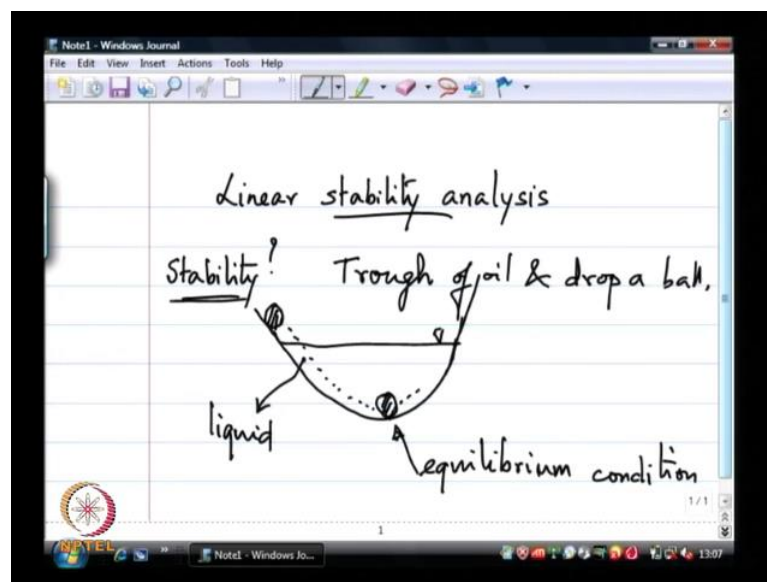 Note1 - Windows Journal
File Edit View Insert Actions Tools Help
Linear stability analysis
Stability? Trough of oil & drop a ball.
liquid
equilibrium condition
1/1
1
NPTEL
Note1 - Windows Jo...
13:07